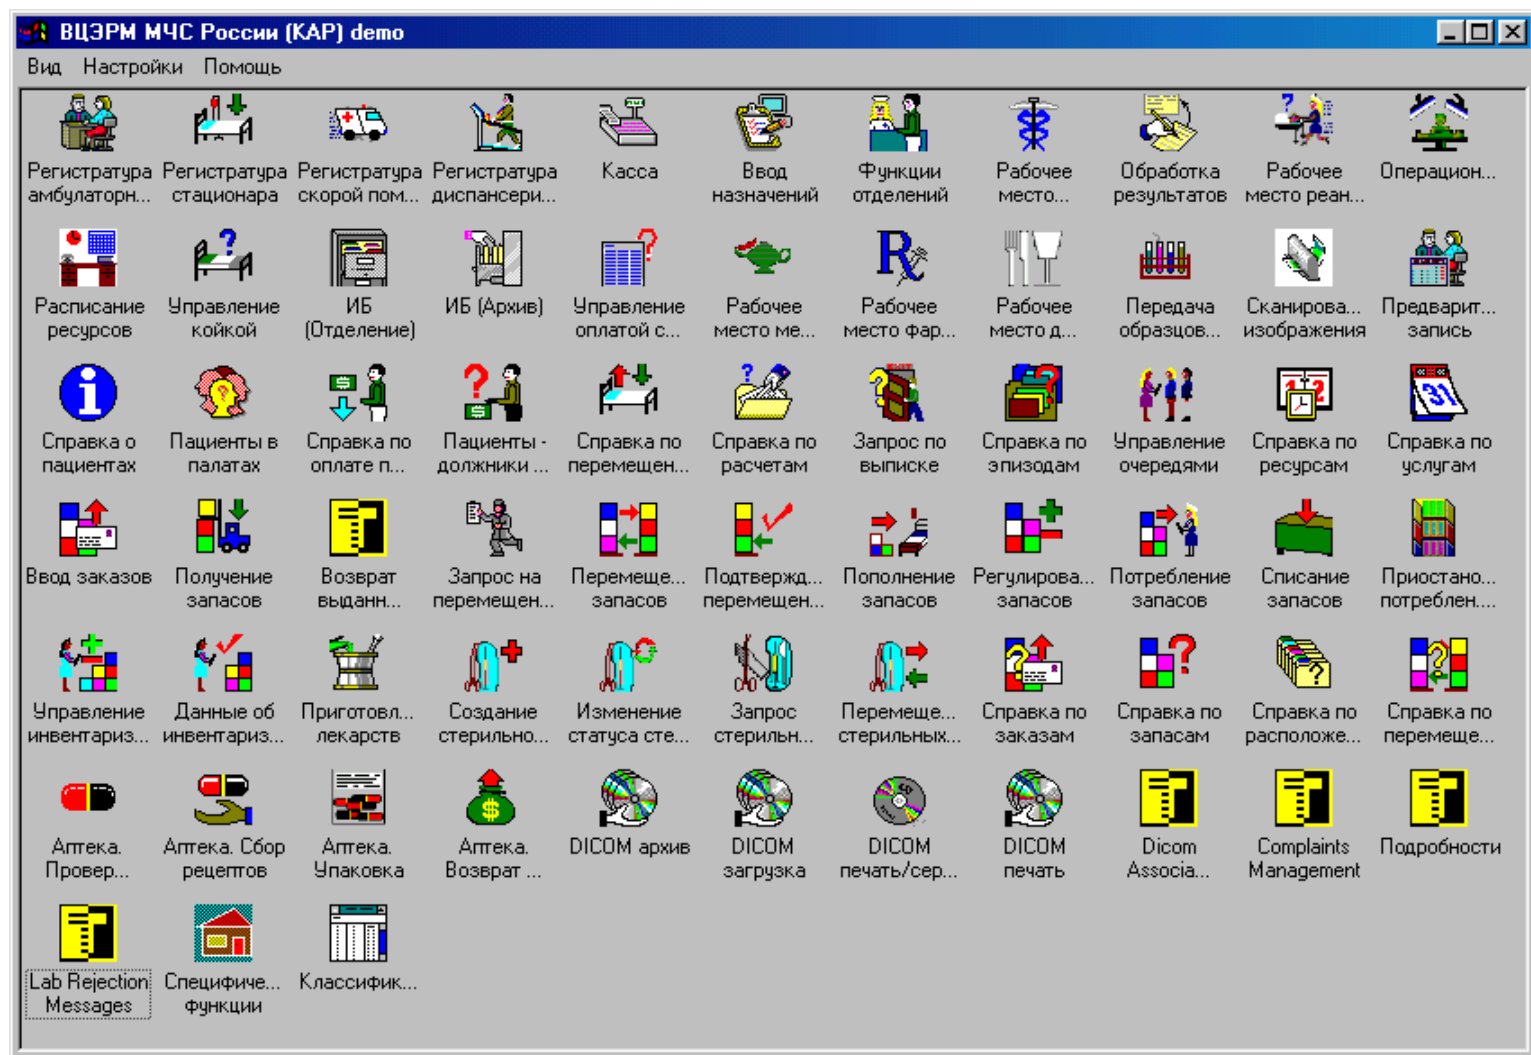 ВЦЭРМ МЧС России (КАР) demo
Вид Настройки Помощь
Регистратура амбулаторн... Регистратура стационара Регистратура скорой пом... Регистратура диспансери... Касса Ввод назначений Функции отделений Рабочее место... Обработка результатов Рабочее место реан... Операцион...
Расписание ресурсов Управление койкой ИБ (Отделение) ИБ (Архив) Управление оплатой с... Рабочее место ме... Рабочее место фар... Рабочее место д... Передача образцов... Сканирова... изображения Предварит... запись
Справка о пациентах Пациенты в палатах Справка по оплате п... Пациенты - должники ... Справка по перемещен... Справка по расчетам Запрос по выписке Справка по эпизодам Управление очередями Справка по ресурсам Справка по услугам
Ввод заказов Получение запасов Возврат выданн... Запрос на перемещен... Перемеще... запасов Подтвержд... перемещен... Пополнение запасов Регулирова... запасов Потребление запасов Списание запасов Приостано... потреблен....
Управление инвентариз... Данные об инвентариз... Приготовл... лекарств Создание стерильно... Изменение статуса сте... Запрос стерильн... Перемеще... стерильных... Справка по заказам Справка по запасам Справка по расположе... Справка по перемеще...
Аптека. Провер... Аптека. Сбор рецептов Аптека. Упаковка Аптека. Возврат ... DICOM архив DICOM загрузка DICOM печать/сер... DICOM печать Dicom Associa... Complaints Management Подробности
Lab Rejection Messages Специфиче... функции Классифик...